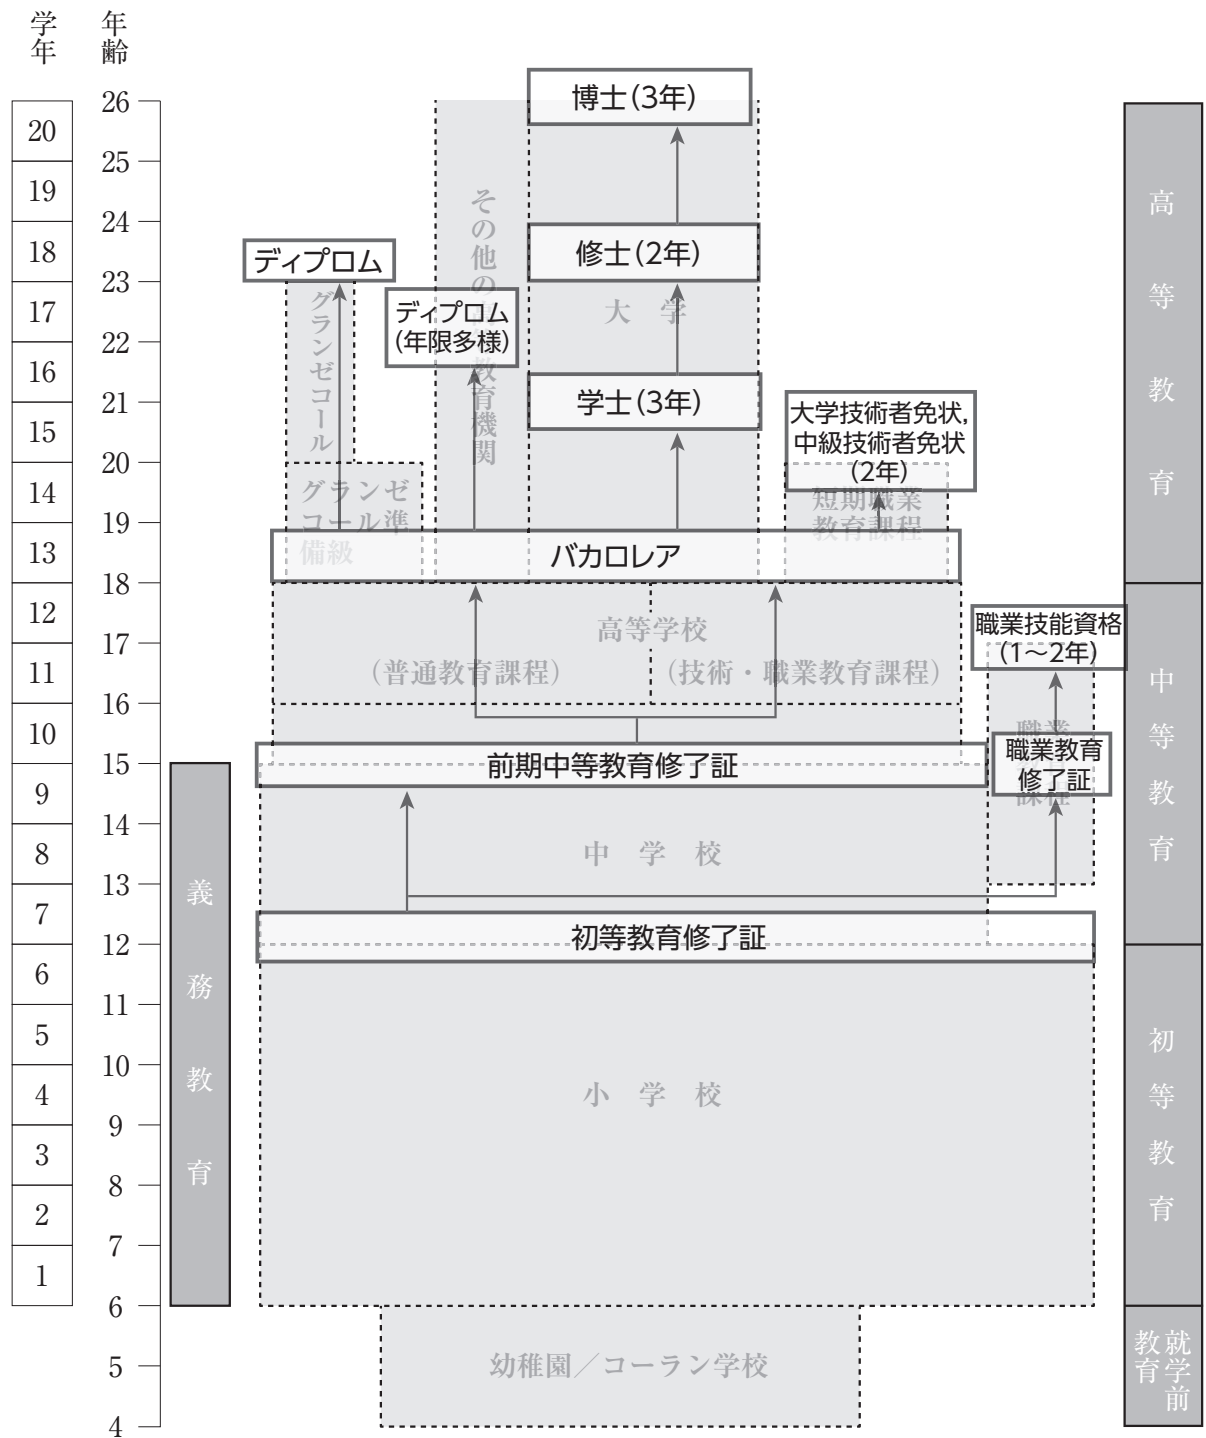 学年
年齢
26
25
24
23
22
21
20
19
18
17
16
15
14
13
12
11
10
9
8
7
6
5
4
20
19
18
17
16
15
14
13
12
11
10
9
8
7
6
5
4
3
2
1
義務教育
博士(3年)
修士(2年)
大 学
学士(3年)
その他の
教育機関
ディプロム
グランゼコール
ディプロム
(年限多様)
グランゼ
コール準
備級
大学技術者免状,
中級技術者免状
(2年)
短期職業
教育課程
バカロレア
高等学校
(普通教育課程)
(技術・職業教育課程)
職業技能資格
(1〜2年)
職業
課程
職業教育
修了証
前期中等教育修了証
中 学 校
初等教育修了証
小 学 校
幼稚園／コーラン学校
高等教育
中等教育
初等教育
就学前
教育